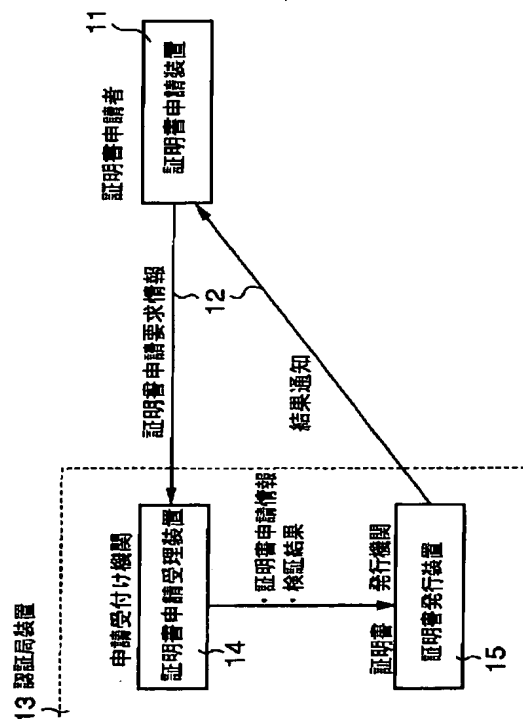 13 認証局装置
申請受付け機関
証明書申請受理装置
14
・証明書申請情報
・検証結果
証明書 発行機関
証明書発行装置
15
証明書申請要求情報
12
結果通知
証明書申請者
証明書申請装置
11